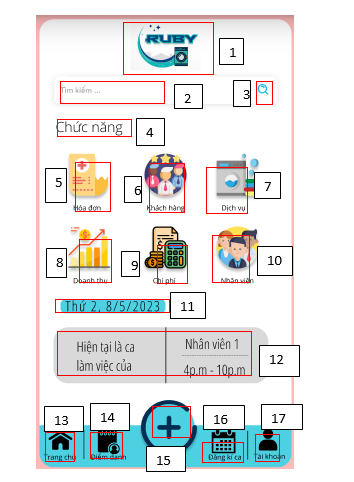 RUBY
1
Tìm kiếm ...
2
3
Chức năng
4
5
6
7
Hóa đơn
Khách hàng
Dịch vụ
8
9
10
Doanh thu
Chi phí
Nhân viên
Thứ 2, 8/5/2023
11
Hiện tại là ca
làm việc của
Nhân viên 1
4p.m - 10p.m
12
13
14
15
16
17
Trang chủ
Điểm danh
Đăng kí ca
Tài khoản